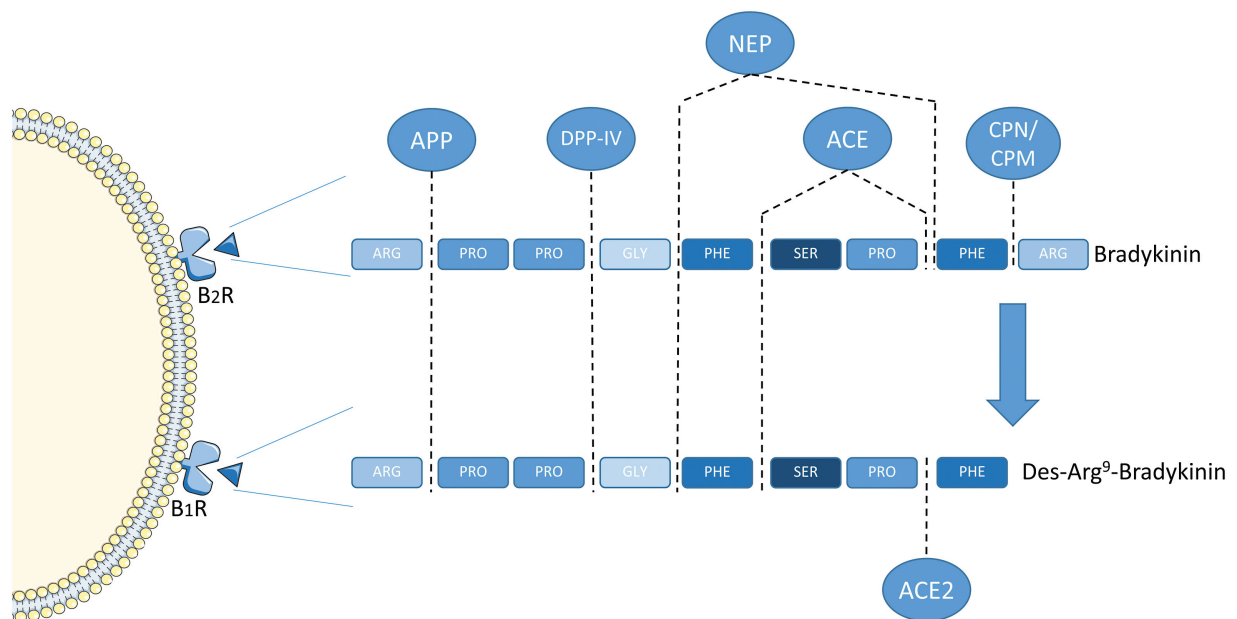 NEP
APP
DPP-IV
ACE
CPN/
CPM
ARG PRO PRO GLY PHE SER PRO PHE ARG Bradykinin
B2R
ARG PRO PRO GLY PHE SER PRO PHE Des-Arg⁹-Bradykinin
B1R
ACE2